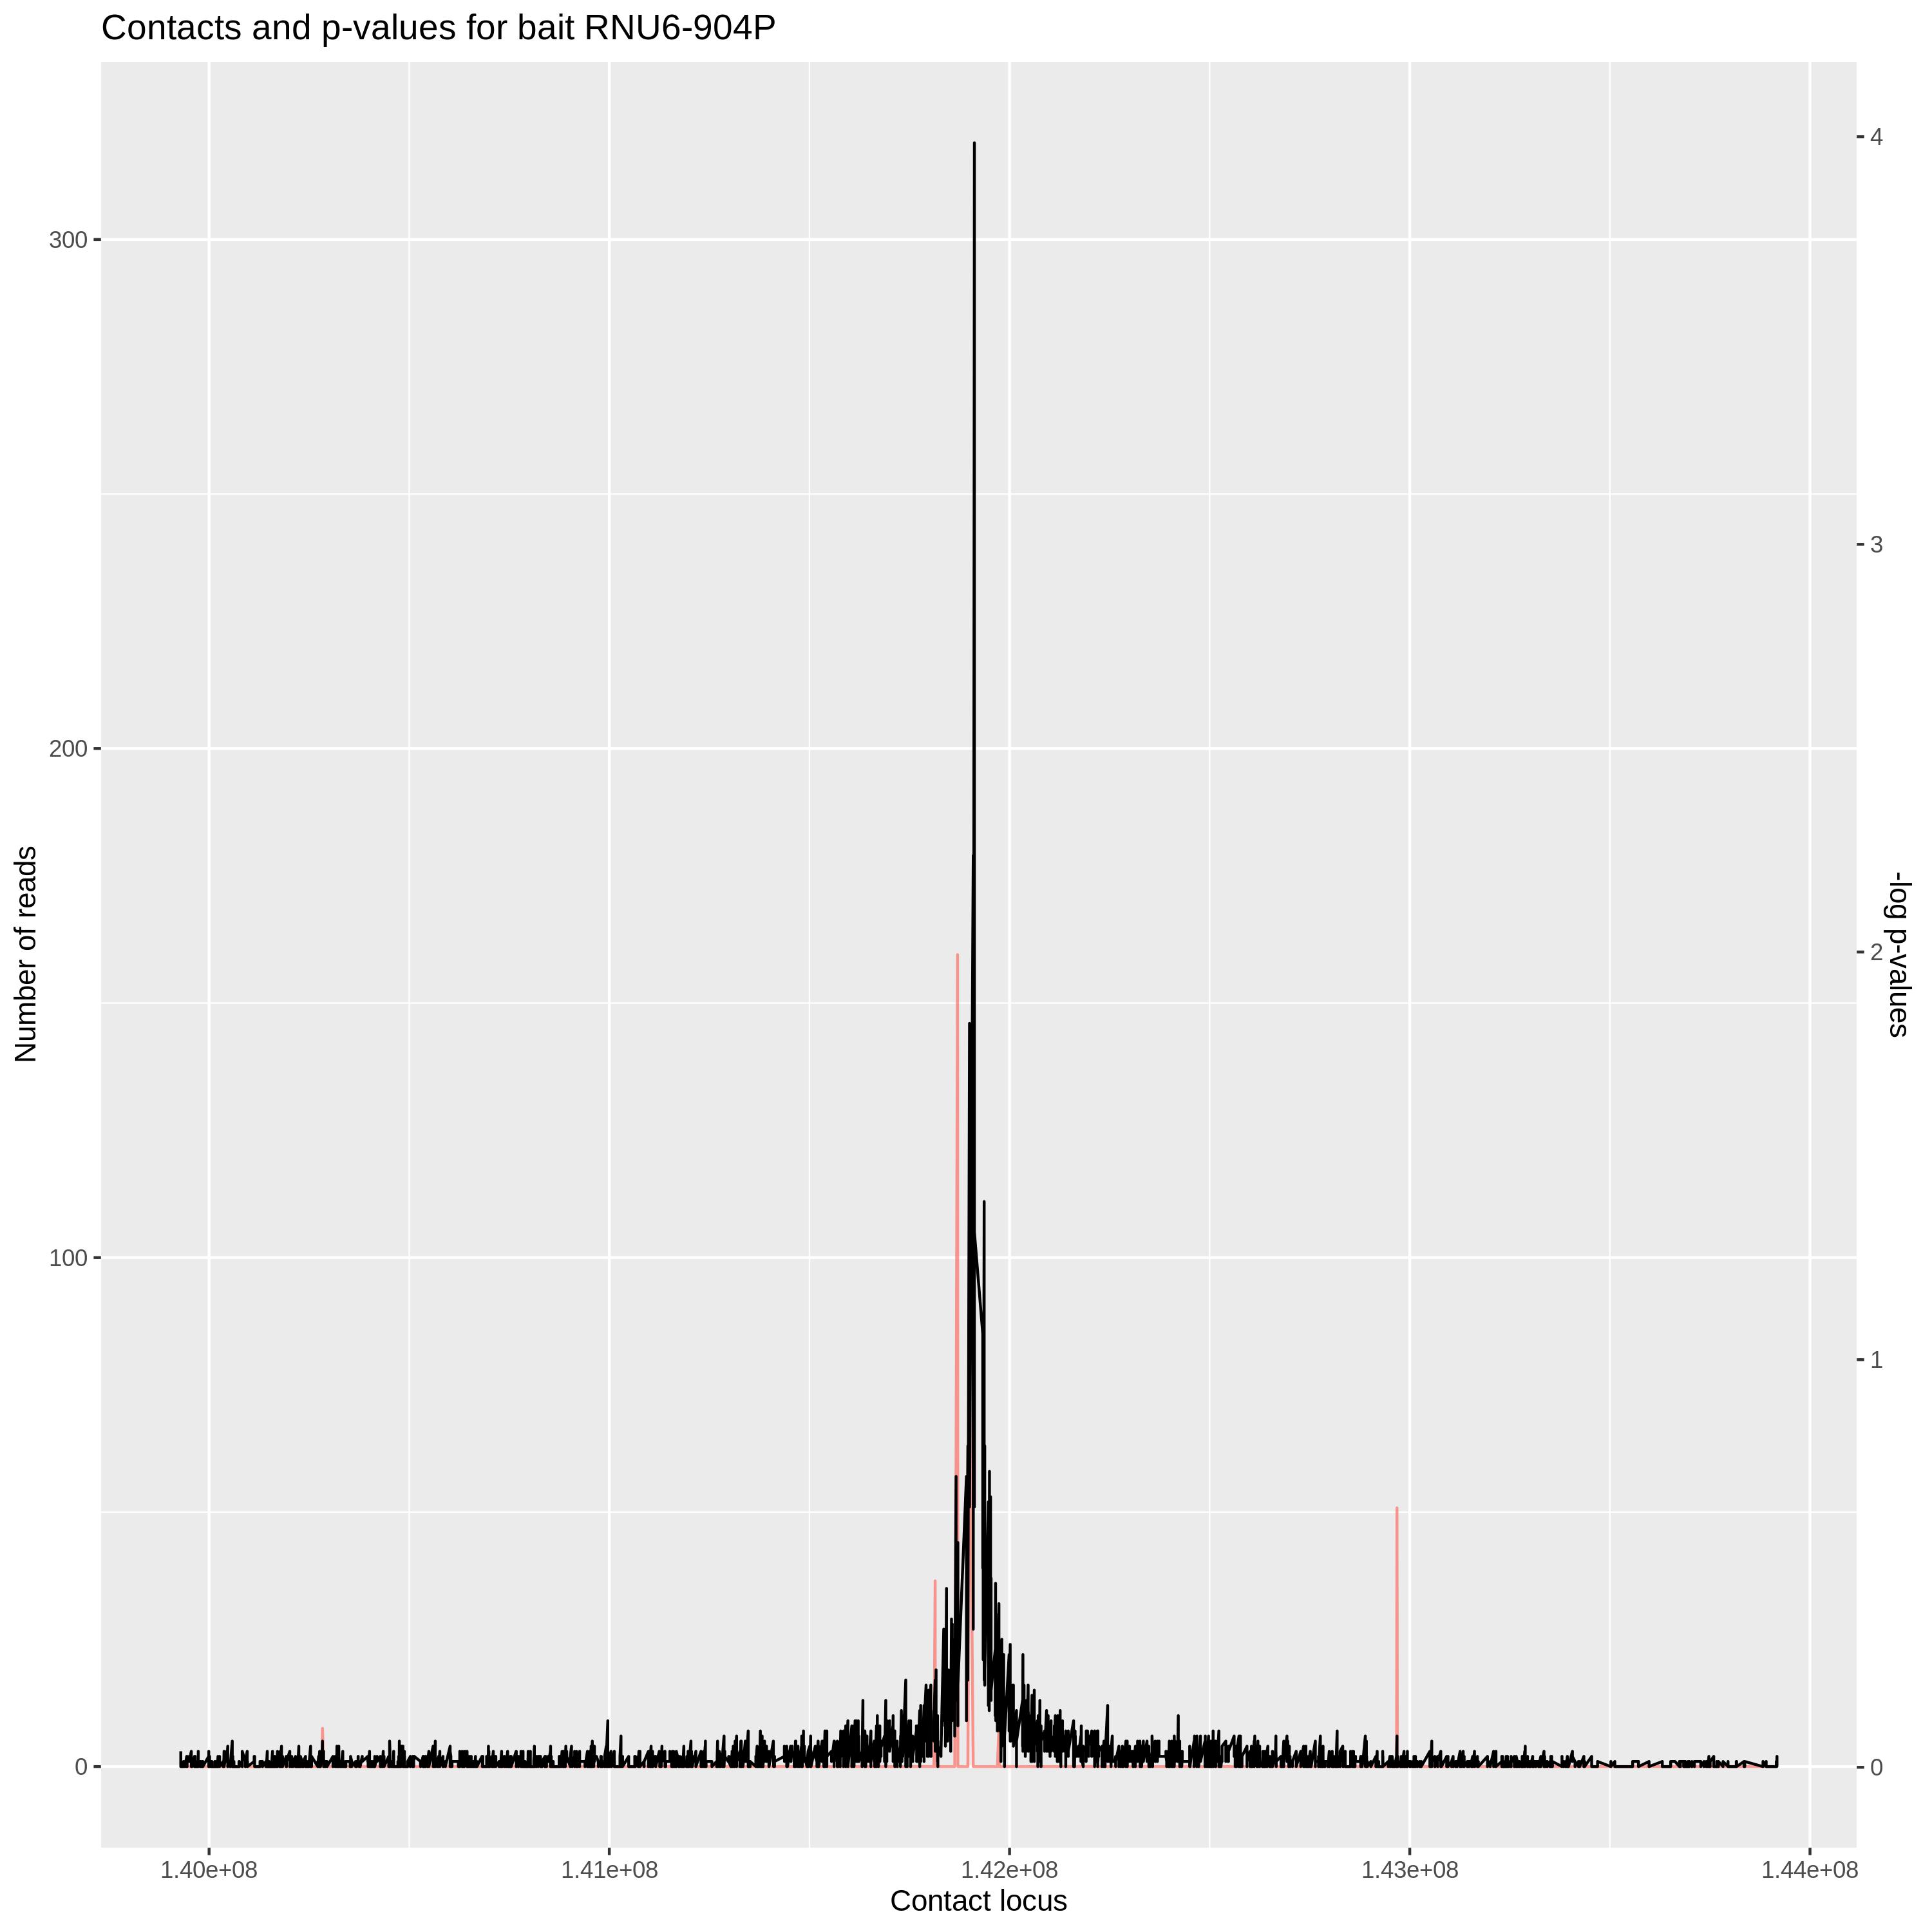 Contacts and p-values for bait RNU6-904P
Number of reads
300
200
100
0
4
3
2
1
0
-log p-values
1.40e+08
1.41e+08
1.42e+08
1.43e+08
1.44e+08
Contact locus